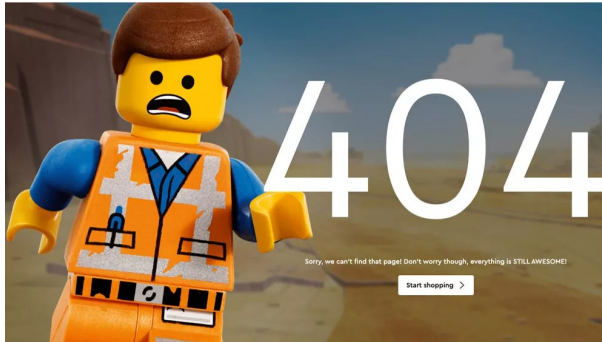 404
Sorry, we can't find that page! Don't worry though, everything is STILL AWESOME!
Start shopping